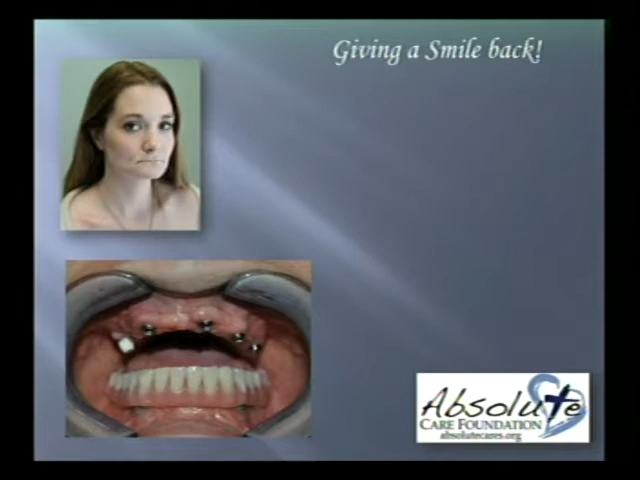 Giving a Smile back!
Absolute
CARE FOUNDATION
absolutecares.org